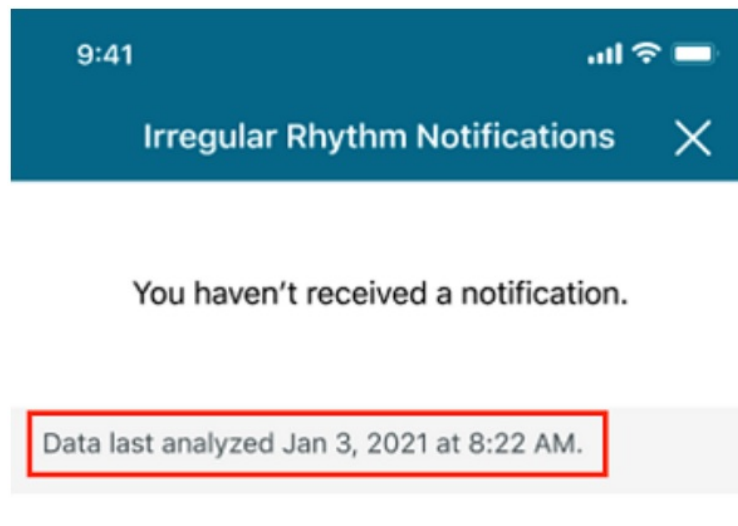 9:41
Irregular Rhythm Notifications
You haven't received a notification.
Data last analyzed Jan 3, 2021 at 8:22 AM.